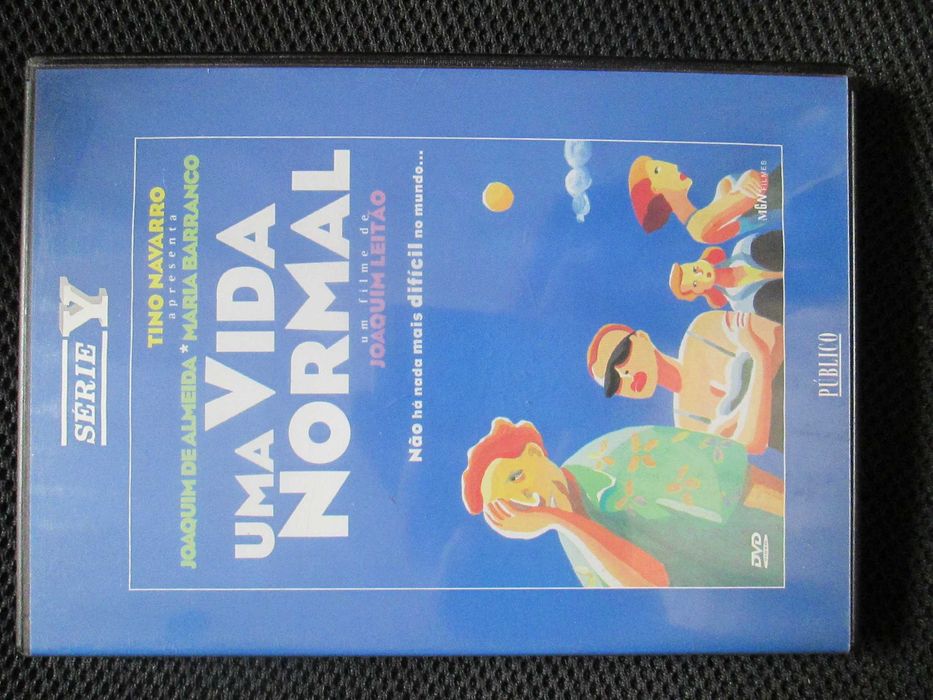 SÉRIE Y
TINO NAVARRO
apresenta
JOAQUIM DE ALMEIDA * MARIA BARRANCO
UMA VIDA
NORMAL
um filme de
JOAQUIM LEITÃO
Não há nada mais difícil no mundo...
MGN FILMES
DVD
PÚBLICO